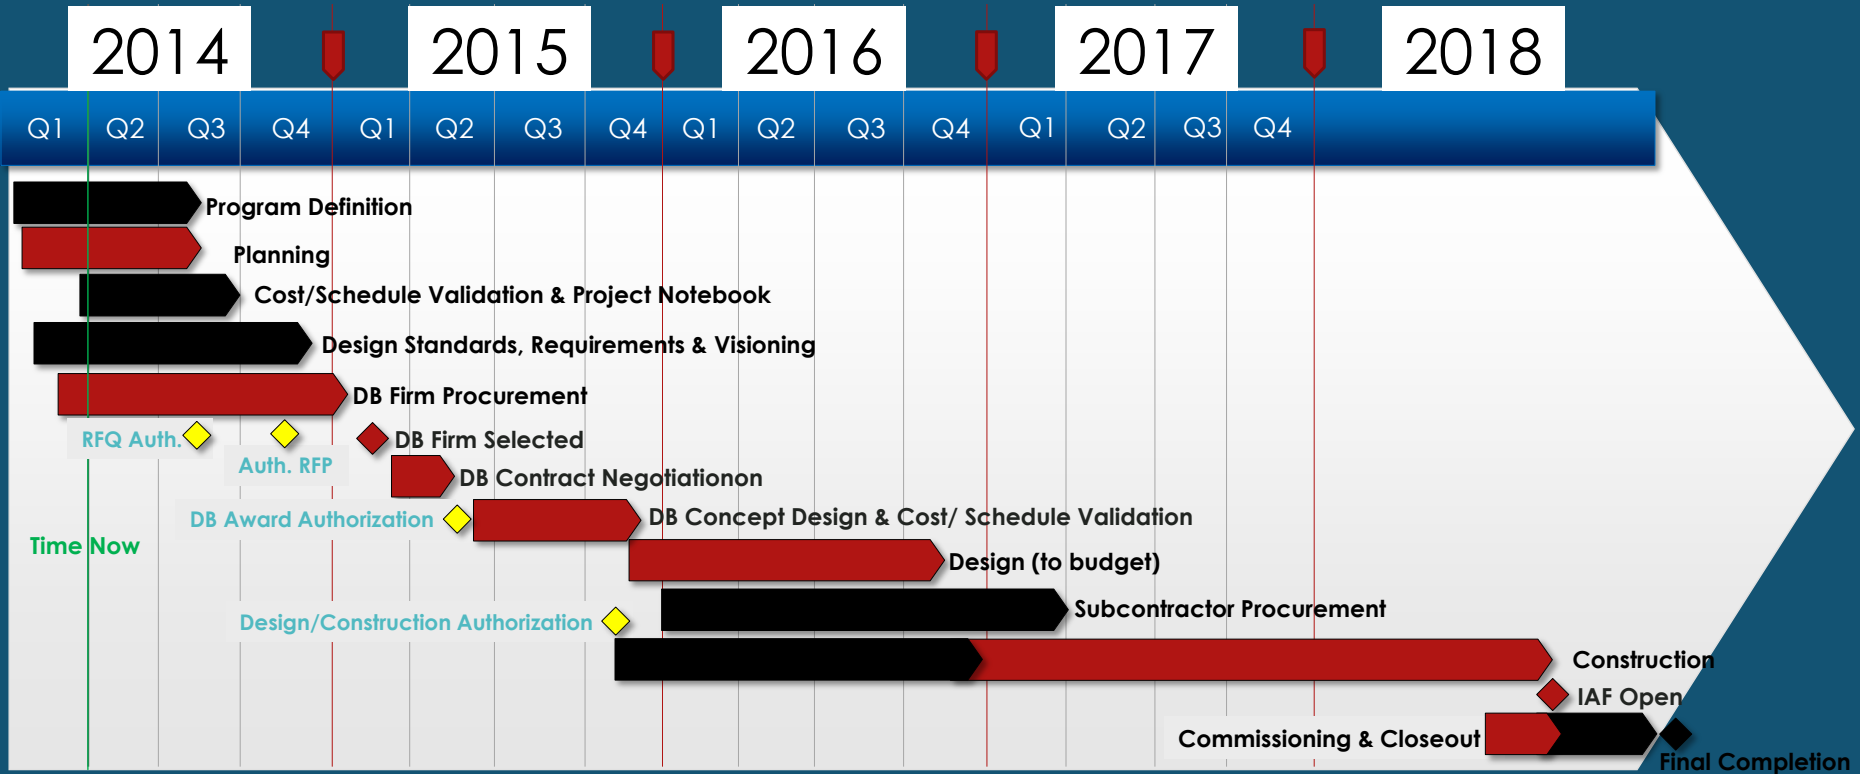 2014 2015 2016 2017 2018
Q1 Q2 Q3 Q4 Q1 Q2 Q3 Q4 Q1 Q2 Q3 Q4 Q1 Q2 Q3 Q4
Program Definition
Planning
Cost/Schedule Validation & Project Notebook
Design Standards, Requirements & Visioning
DB Firm Procurement
RFQ Auth.
DB Firm Selected
Auth. RFP
DB Contract Negotiationon
DB Award Authorization
DB Concept Design & Cost/ Schedule Validation
Time Now
Design (to budget)
Subcontractor Procurement
Design/Construction Authorization
Construction
IAF Open
Commissioning & Closeout
Final Completion